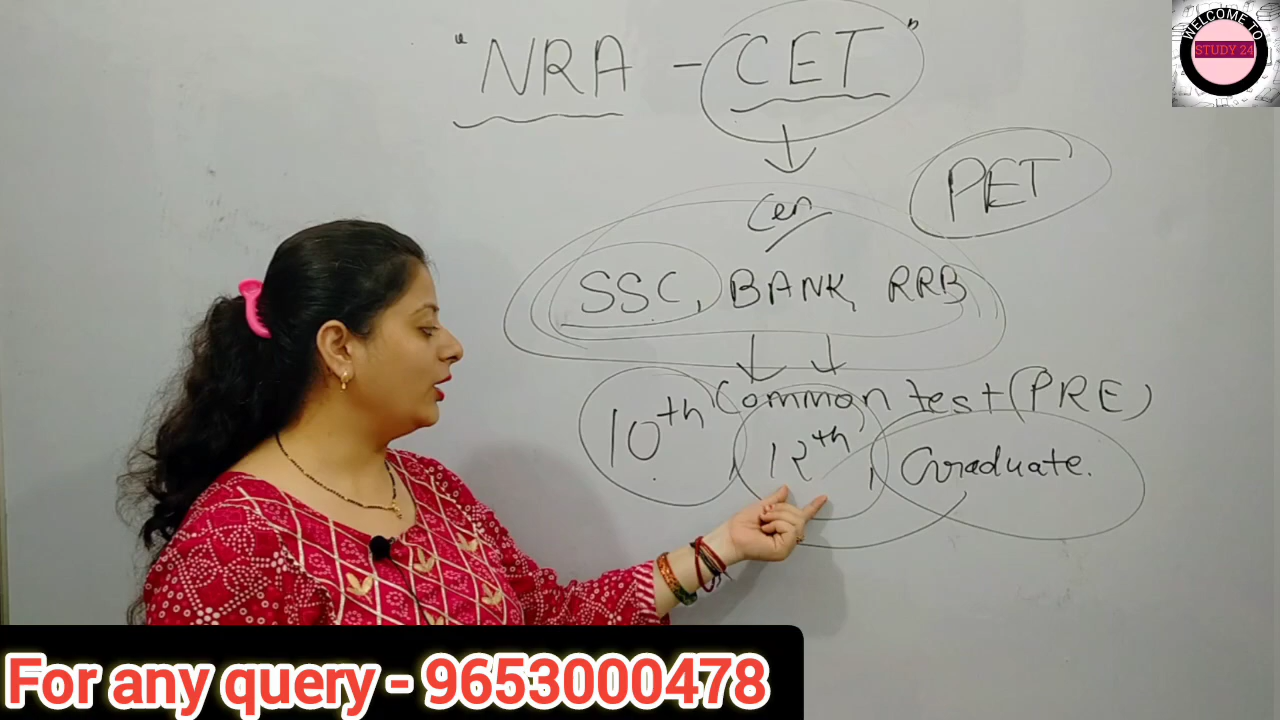 "NRA - CET"
WELCOME TO
STUDY 24
PET
Cen
SSC, BANK, RRB
Common test (PRE)
10th, 12th, Graduate.
For any query - 9653000478